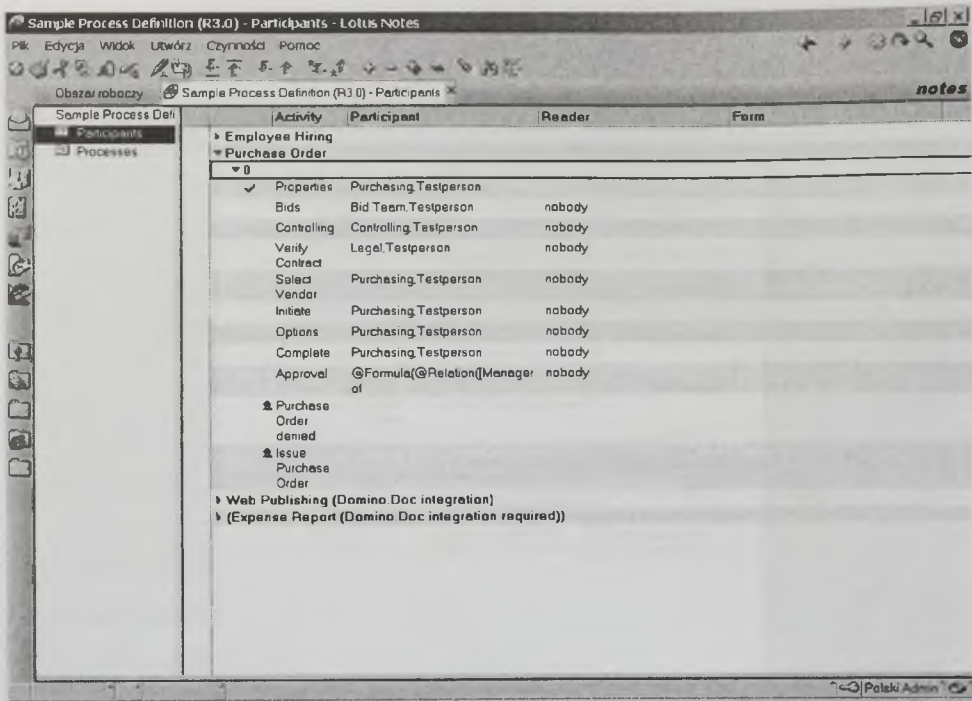 Sample Process Definition (R3.0) - Participants - Lotus Notes
Plik Edycja Widok Utwórz Czynności Pomoc
Obszar roboczy Sample Process Definition (R3.0) - Participants
notes
Sample Process Defi
Participants
Processes
Activity Participant Reader Form
Employee Hiring
Purchase Order
0
Properties Purchasing.Testperson
Bids Bid Team.Testperson nobody
Controlling Controlling.Testperson nobody
Verify Legal.Testperson nobody
Contract
Select Purchasing.Testperson nobody
Vendor
Initiate Purchasing.Testperson nobody
Options Purchasing.Testperson nobody
Complete Purchasing.Testperson nobody
Approval @Formula(@Relation([Manager nobody
of
Purchase
Order
denied
Issue
Purchase
Order
Web Publishing (Domino.Doc integration)
(Expense Report (Domino.Doc integration required))
Polski Admin